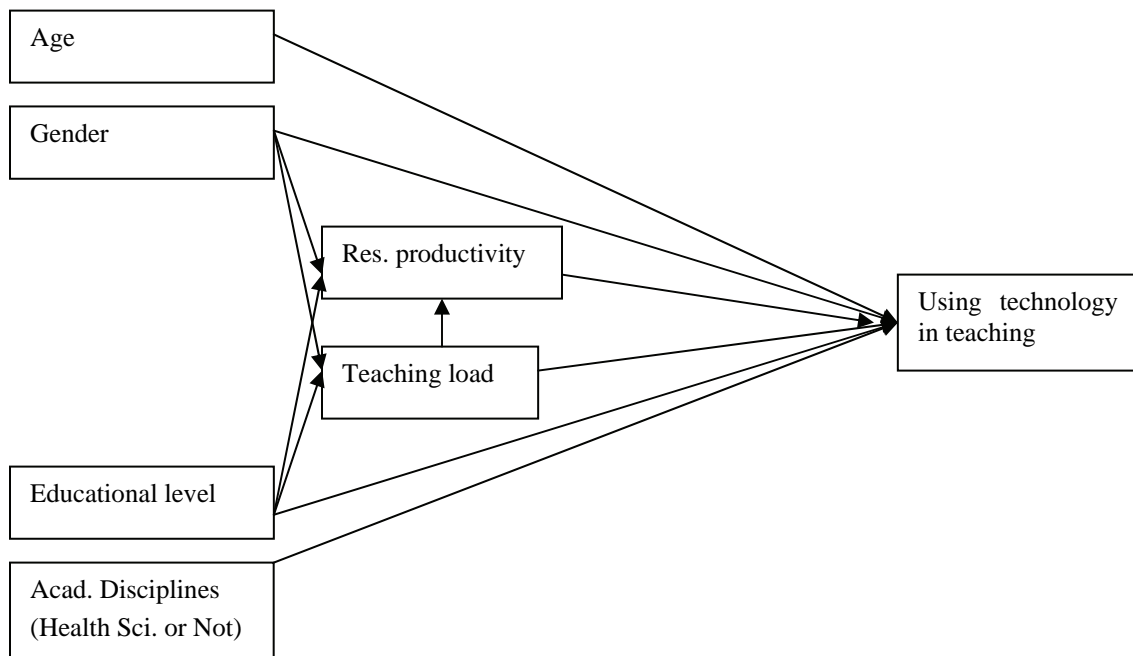 Age
Gender
Res. productivity
Using technology
in teaching
Teaching load
Educational level
Acad. Disciplines
(Health Sci. or Not)